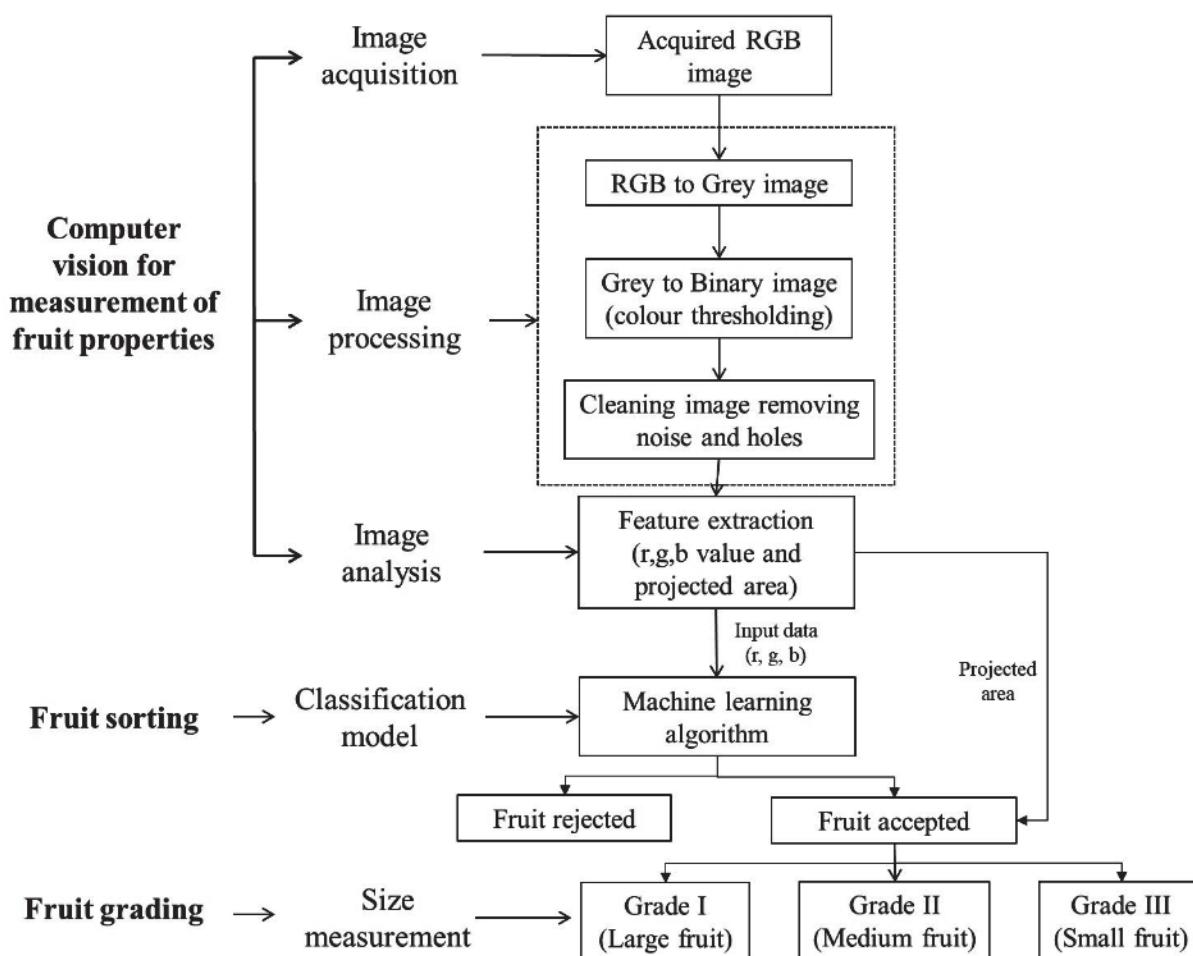 Image
acquisition
Acquired RGB
image
RGB to Grey image
Computer
vision for
measurement of
fruit properties
Image
processing
Grey to Binary image
(colour thresholding)
Cleaning image removing
noise and holes
Image
analysis
Feature extraction
(r,g,b value and
projected area)
Input data
(r, g, b)
Projected
area
Fruit sorting
Classification
model
Machine learning
algorithm
Fruit rejected
Fruit accepted
Fruit grading
Size
measurement
Grade I
(Large fruit)
Grade II
(Medium fruit)
Grade III
(Small fruit)